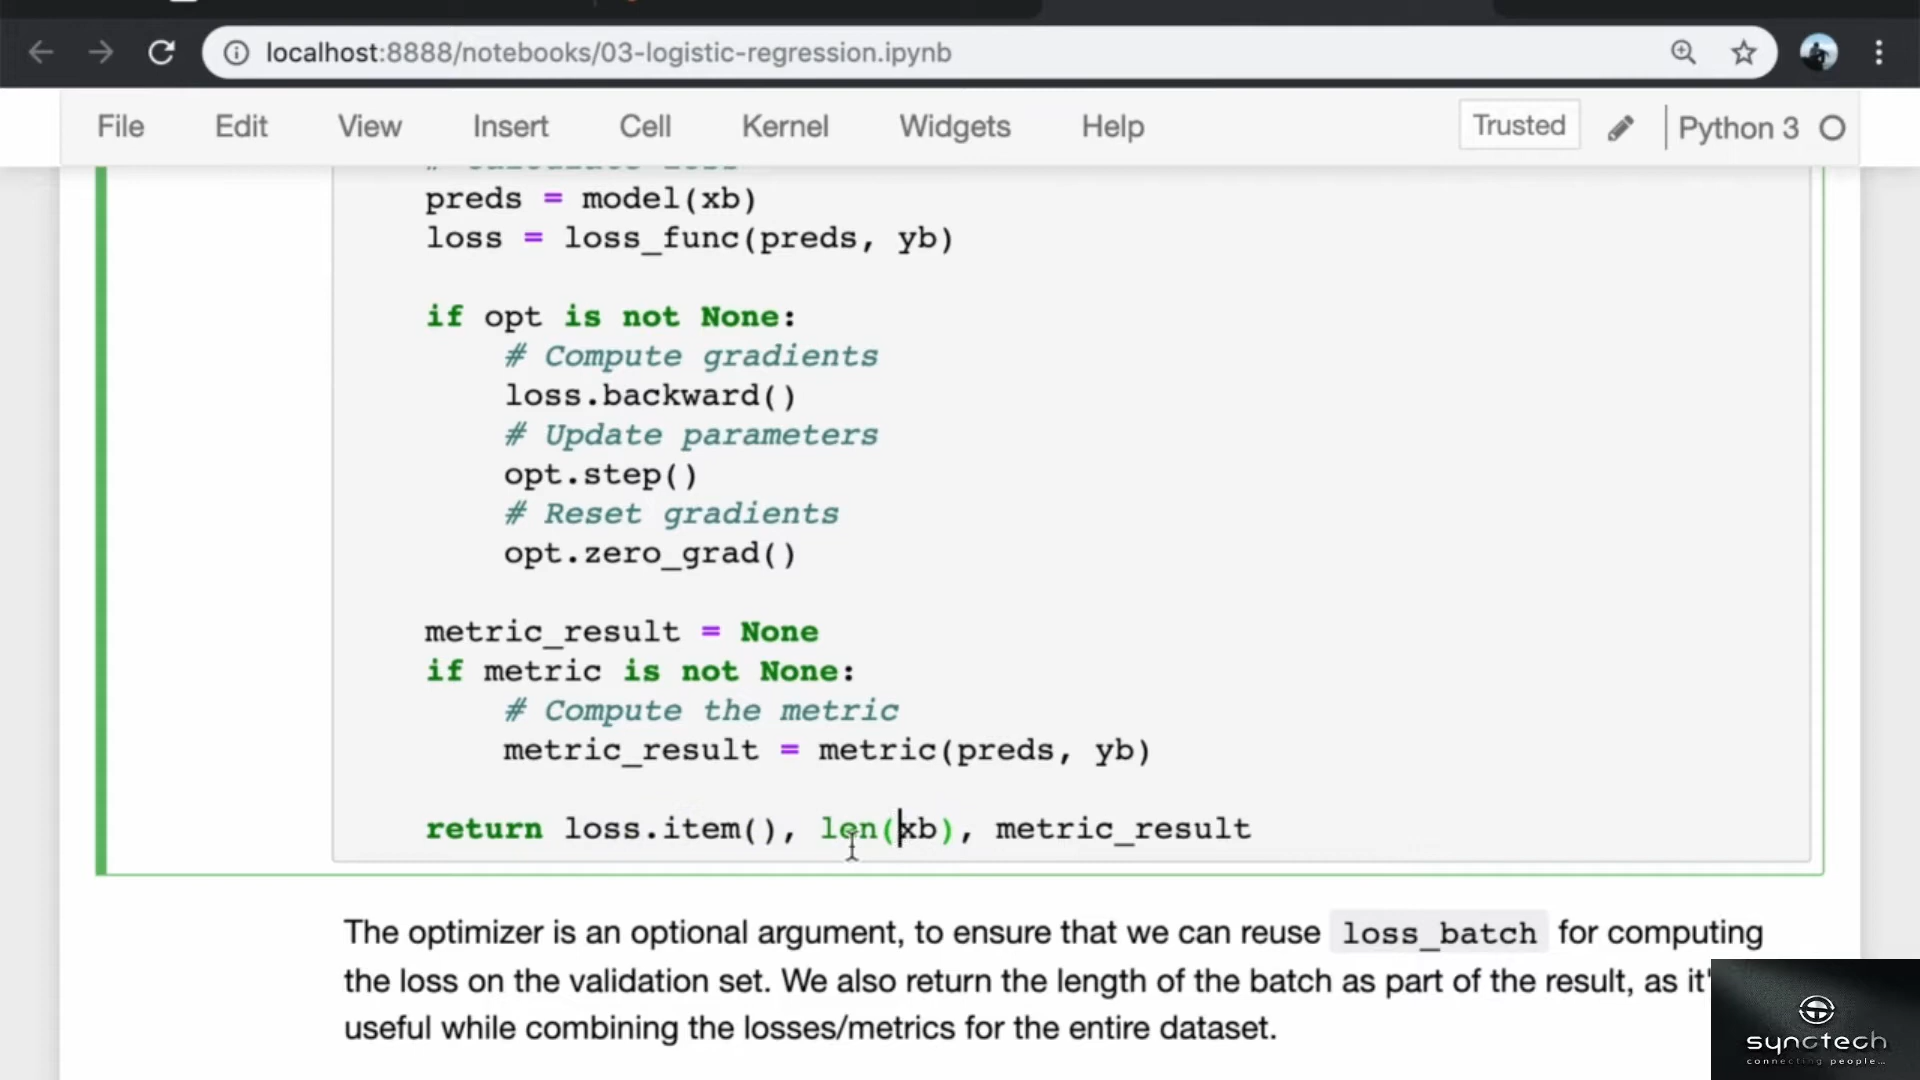 localhost:8888/notebooks/03-logistic-regression.ipynb
File Edit View Insert Cell Kernel Widgets Help Trusted Python 3
# Calculate loss
preds = model(xb)
loss = loss_func(preds, yb)
if opt is not None:
# Compute gradients
loss.backward()
# Update parameters
opt.step()
# Reset gradients
opt.zero_grad()
metric_result = None
if metric is not None:
# Compute the metric
metric_result = metric(preds, yb)
return loss.item(), len(xb), metric_result
The optimizer is an optional argument, to ensure that we can reuse loss_batch for computing
the loss on the validation set. We also return the length of the batch as part of the result, as it'
useful while combining the losses/metrics for the entire dataset.
synctech
connecting people...